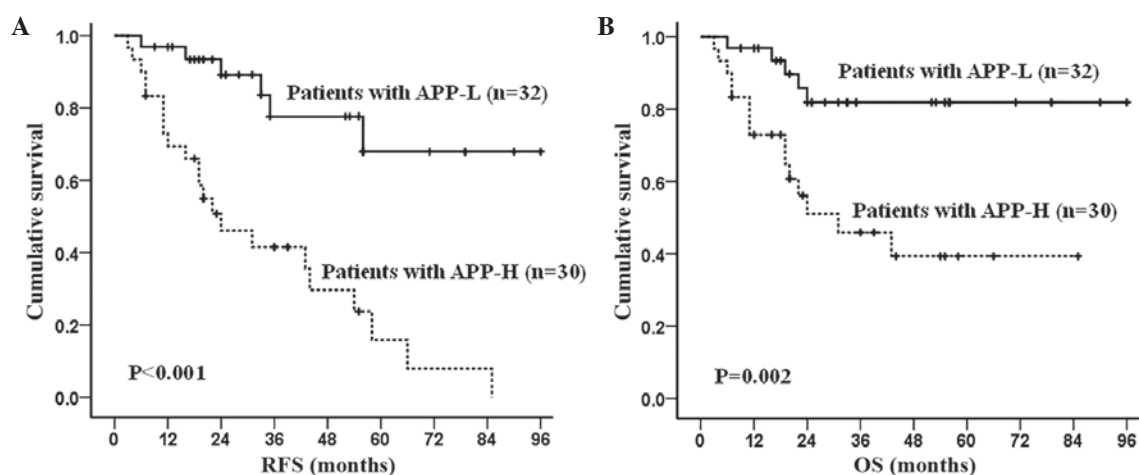 A
Cumulative survival
1.0
0.8
0.6
0.4
0.2
0.0
Patients with APP-L (n=32)
Patients with APP-H (n=30)
P<0.001
0 12 24 36 48 60 72 84 96
RFS (months)
B
Cumulative survival
1.0
0.8
0.6
0.4
0.2
0.0
Patients with APP-L (n=32)
Patients with APP-H (n=30)
P=0.002
0 12 24 36 48 60 72 84 96
OS (months)